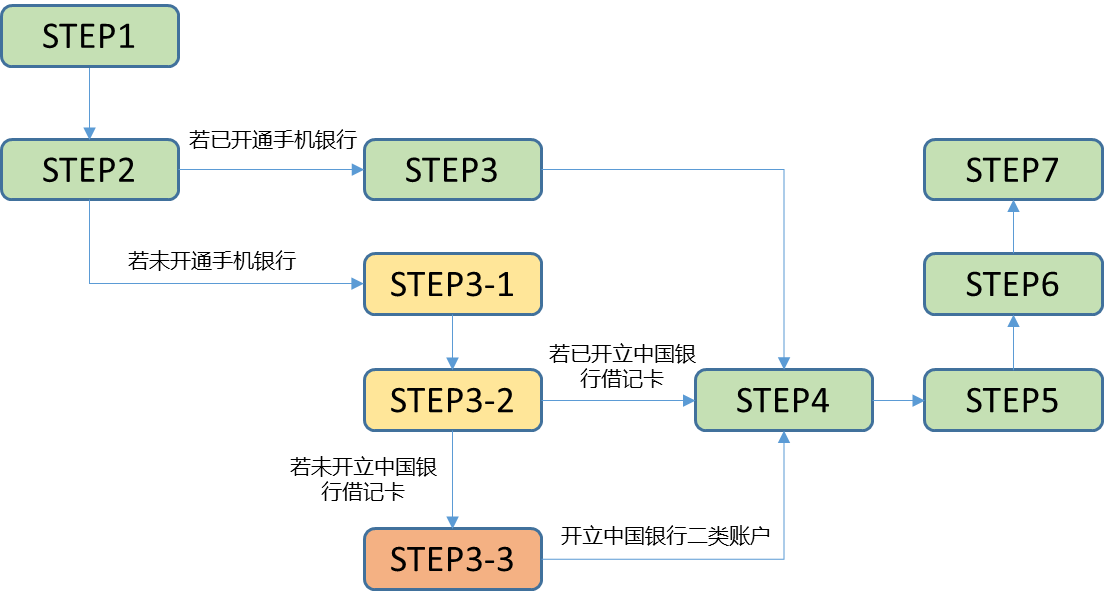 STEP1
若已开通手机银行
STEP2
STEP3
STEP7
若未开通手机银行
STEP3-1
STEP6
若已开立中国银
行借记卡
STEP3-2
STEP4
STEP5
若未开立中国银
行借记卡
开立中国银行二类账户
STEP3-3